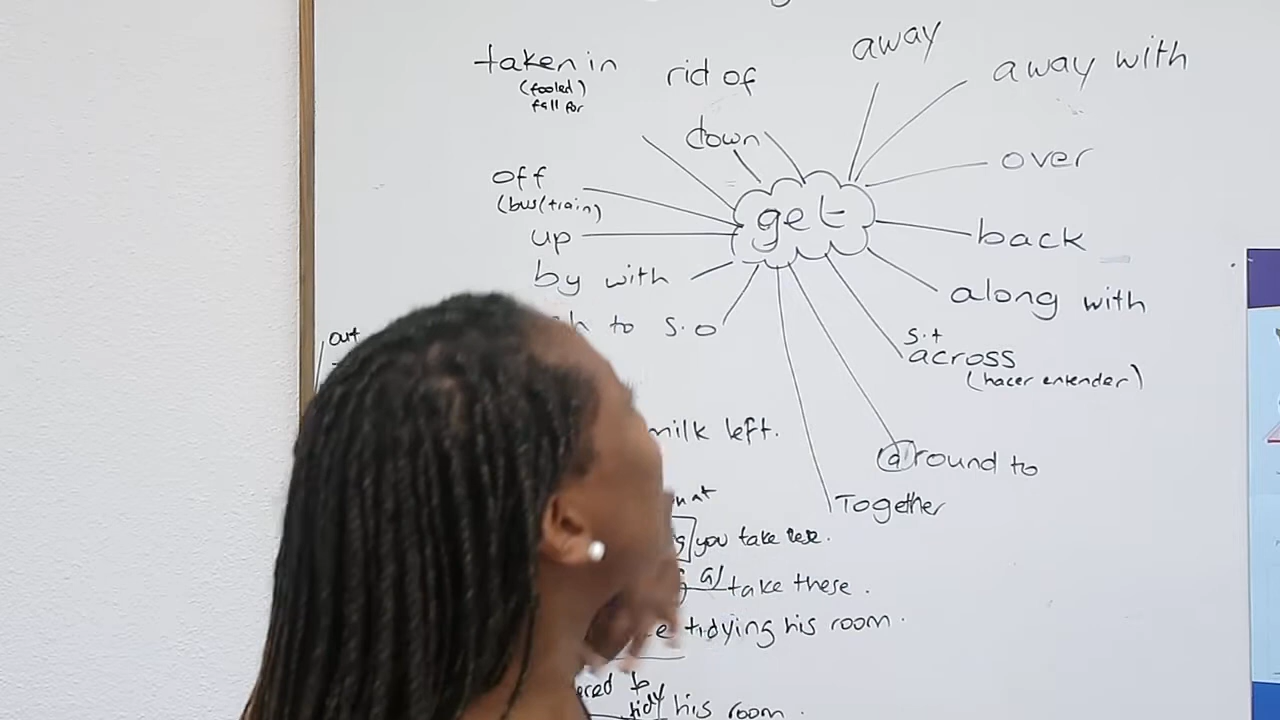 away
taken in
rid of
away with
(fooled)
fall for
down
over
off
get
(bus/train)
up
back
by with
along with
to s.o
out
s.t
across
(hacer entender)
milk left.
around to
Together
you take
a/ take these.
tidying his room.
tidy his room.